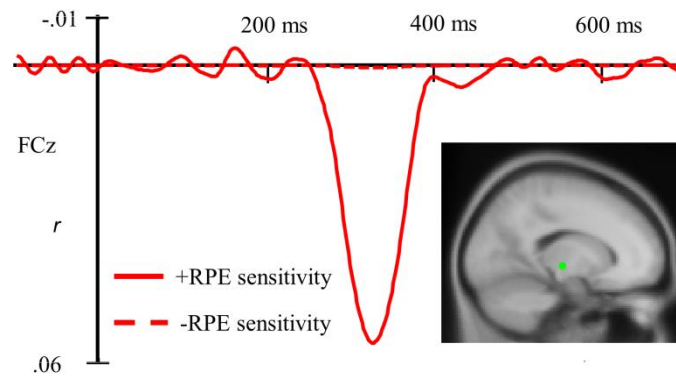 -.01
200 ms
400 ms
600 ms
FCz
r
+RPE sensitivity
-RPE sensitivity
.06